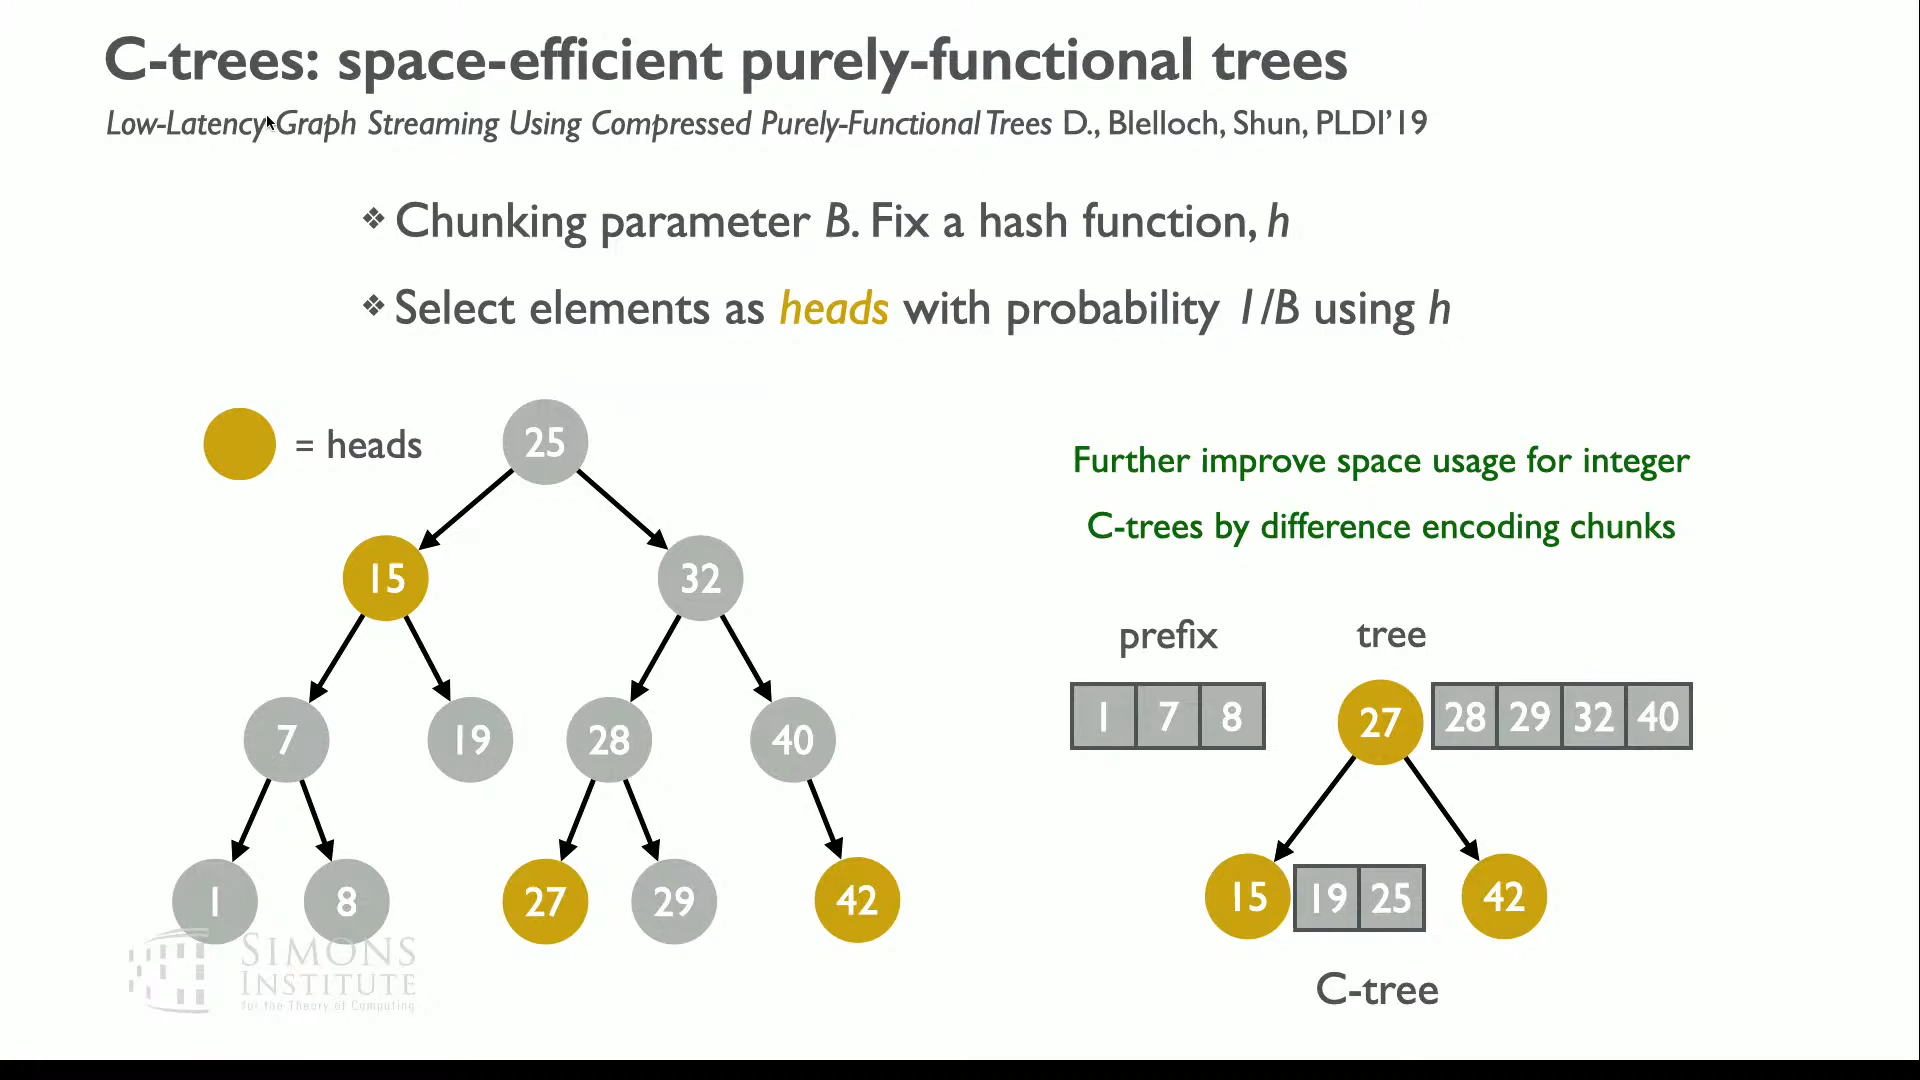 C-trees: space-efficient purely-functional trees
Low-Latency Graph Streaming Using Compressed Purely-Functional Trees D., Blelloch, Shun, PLDI'19
❖ Chunking parameter B. Fix a hash function, h
❖ Select elements as heads with probability 1/B using h
= heads
25
15
32
7
19
28
40
1
8
27
29
42
Further improve space usage for integer
C-trees by difference encoding chunks
prefix
tree
1 7 8
27
28 29 32 40
15
19 25
42
C-tree
SIMONS
INSTITUTE
for the Theory of Computing